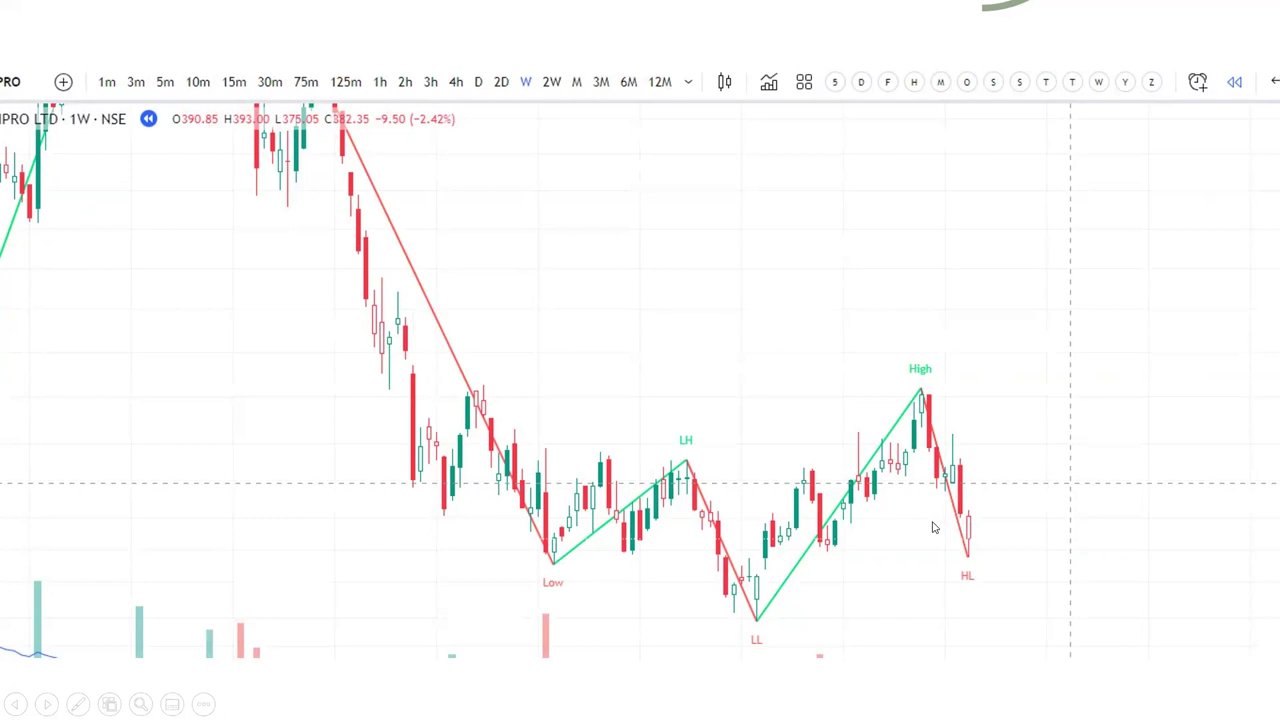 PRO 1m 3m 5m 10m 15m 30m 75m 125m 1h 2h 3h 4h D 2D W 2W M 3M 6M 12M 5 D F H M O S S T T W Y Z
IPRO LTD · 1W · NSE O390.85 H393.00 L375.05 C382.35 −9.50 (−2.42%)
High
LH
HL
Low
LL